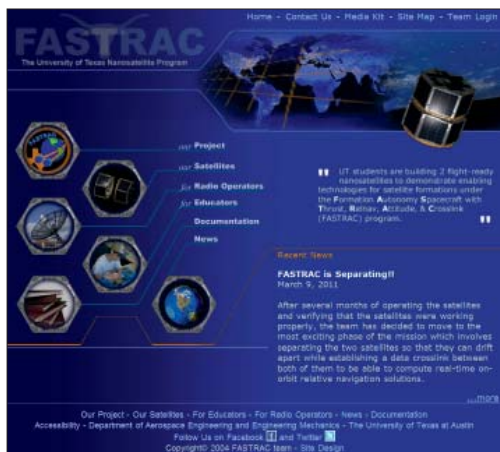 Home - Contact Us - Media Kit - Site Map - Team Login
FASTRAC
The University of Texas Nanosatellite Program
FASTRAC
our Project
our Satellites
for Radio Operators
for Educators
Documentation
News
" UT students are building 2 flight-ready
nanosatellites to demonstrate enabling
technologies for satellite formations under
the Formation Autonomy Spacecraft with
Thrust, Relnav, Attitude, & Crosslink
(FASTRAC) program. "
Recent News
FASTRAC is Separating!!
March 9, 2011
After several months of operating the satellites
and verifying that the satellites were working
properly, the team has decided to move to the
most exciting phase of the mission which involves
separating the two satellites so that they can drift
apart while establishing a data crosslink between
both of them to be able to compute real-time on-
orbit relative navigation solutions.
...more
Our Project - Our Satellites - For Educators - For Radio Operators - News - Documentation
Accessibility - Department of Aerospace Engineering and Engineering Mechanics - The University of Texas at Austin
Follow Us on Facebook f and Twitter t
Copyright© 2004 FASTRAC team - Site Design